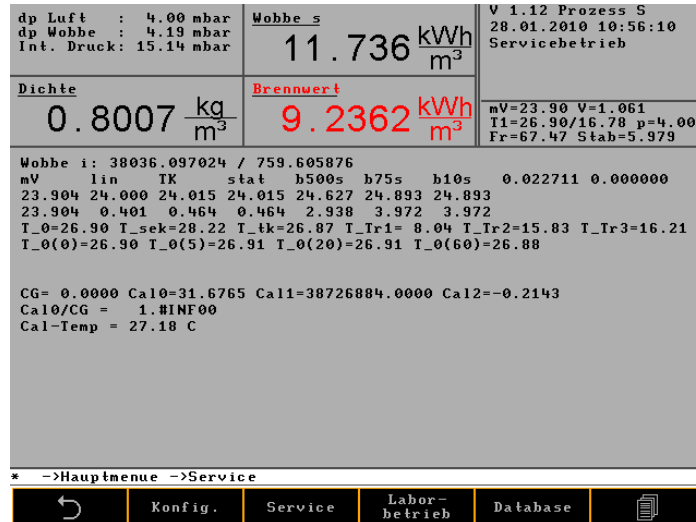 dp Luft   :  4.00 mbar
dp Wobbe  :  4.19 mbar
Int. Druck: 15.14 mbar
Wobbe s
11.736 kWh/m³
V 1.12 Prozess S
28.01.2010 10:56:10
Servicebetrieb
Dichte
0.8007 kg/m³
Brennwert
9.2362 kWh/m³
mV=23.90 V=1.061
T1=26.90/16.78 p=4.00
Fr=67.47 Stab=5.979
Wobbe i: 38036.097024 / 759.605876
mV     lin    TK     stat   b500s  b75s   b10s   0.022711 0.000000
23.904 24.000 24.015 24.015 24.627 24.893 24.893
23.904  0.401  0.464  0.464  2.938  3.972  3.972
T_0=26.90 T_sek=28.22 T_tk=26.87 T_Tr1= 8.04 T_Tr2=15.83 T_Tr3=16.21
T_0(0)=26.90 T_0(5)=26.91 T_0(20)=26.91 T_0(60)=26.88
CG= 0.0000 Cal0=31.6765 Cal1=38726884.0000 Cal2=-0.2143
Cal0/CG =   1.#INF00
Cal-Temp = 27.18 C
*  ->Hauptmenue ->Service
Konfig.
Service
Labor-
betrieb
Database